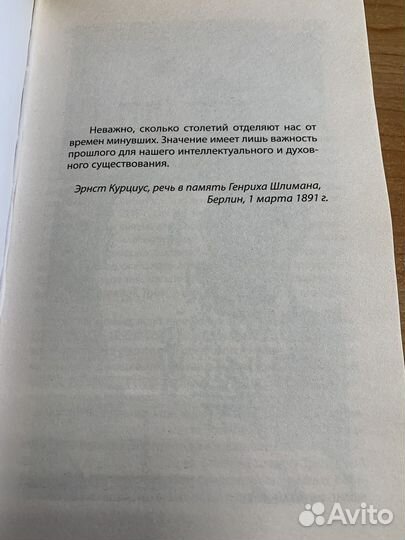 Неважно, сколько столетий отделяют нас от
времен минувших. Значение имеет лишь важность
прошлого для нашего интеллектуального и духов-
ного существования.
Эрнст Курциус, речь в память Генриха Шлимана,
Берлин, 1 марта 1891 г.
Avito